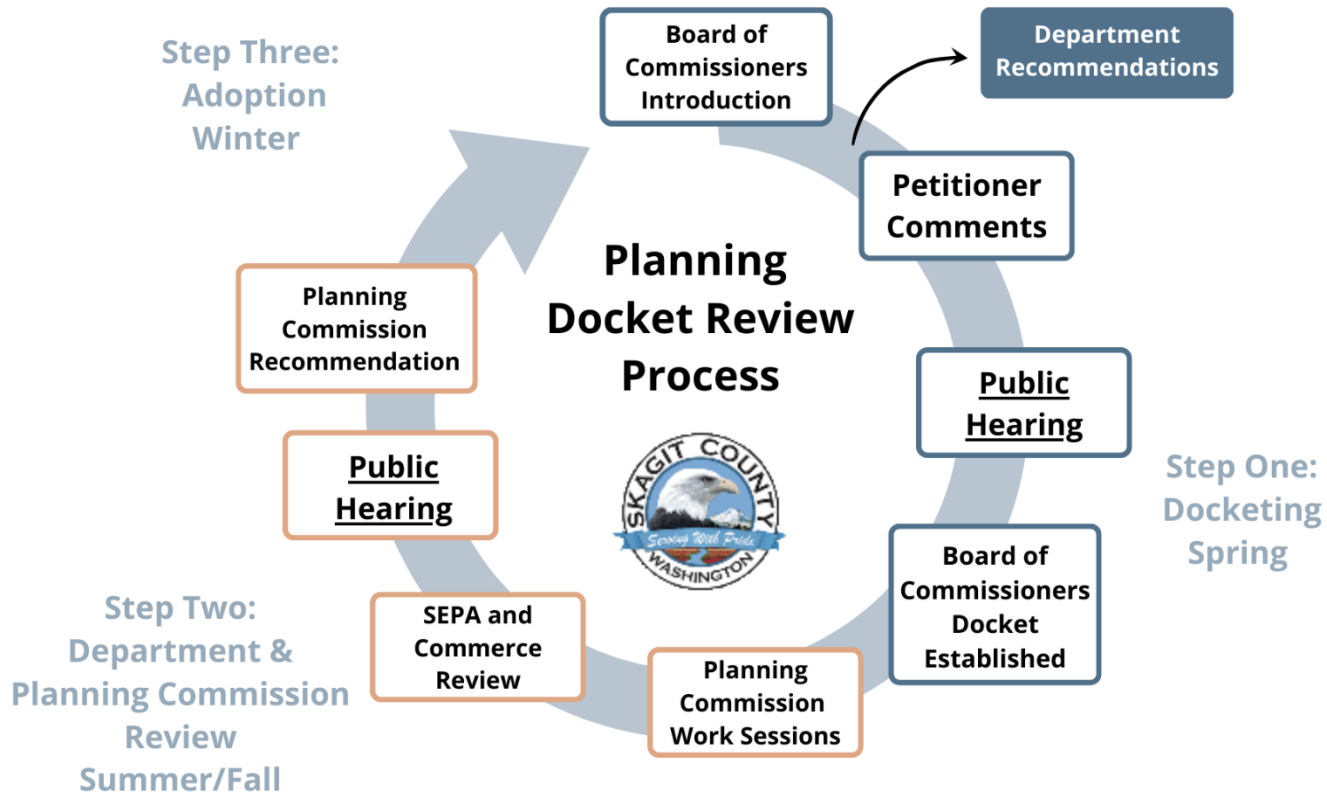 Planning
Docket Review
Process
SKAGIT COUNTY
Serving With Pride
WASHINGTON
Board of
Commissioners
Introduction
Department
Recommendations
Petitioner
Comments
Public
Hearing
Step One:
Docketing
Spring
Board of
Commissioners
Docket
Established
Planning
Commission
Work Sessions
SEPA and
Commerce
Review
Step Two:
Department &
Planning Commission
Review
Summer/Fall
Public
Hearing
Planning
Commission
Recommendation
Step Three:
Adoption
Winter